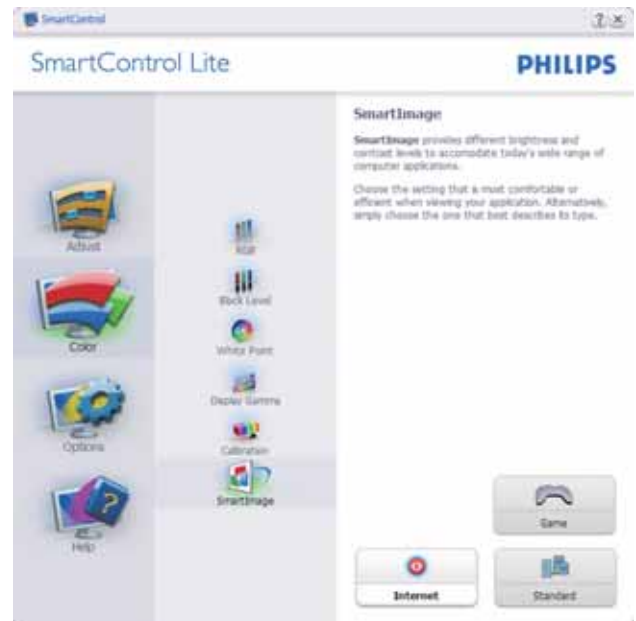 SmartControl
? ×
SmartControl Lite
PHILIPS
Adjust
Color
Options
Help
RGB
Black Level
White Point
Display Gamma
Calibration
SmartImage
SmartImage
SmartImage provides different brightness and
contrast levels to accomodate today's wide range of
computer applications.
Choose the setting that is most comfortable or
efficient when viewing your application. Alternatively,
simply choose the one that best describes its type.
Game
Internet
Standard